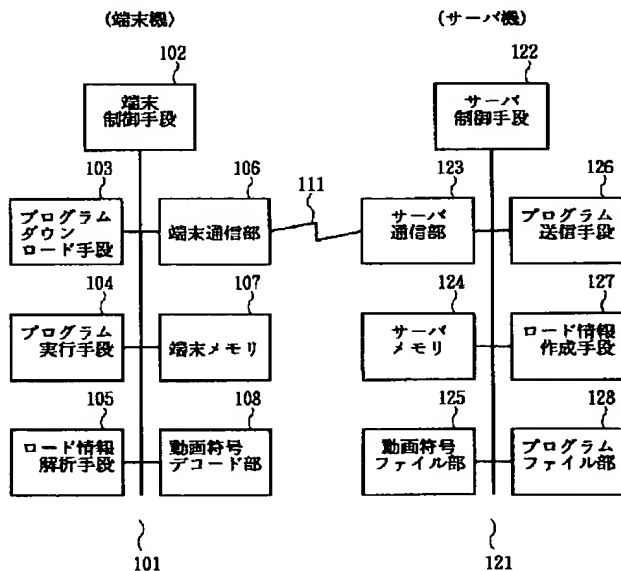 (端末機)
(サーバ機)
102
122
端末
制御手段
サーバ
制御手段
103
106
111
123
126
プログラム
ダウン
ロード手段
端末通信部
サーバ
通信部
プログラム
送信手段
104
107
124
127
プログラム
実行手段
端末メモリ
サーバ
メモリ
ロード情報
作成手段
105
108
125
128
ロード情報
解析手段
動画符号
デコード部
動画符号
ファイル部
プログラム
ファイル部
101
121